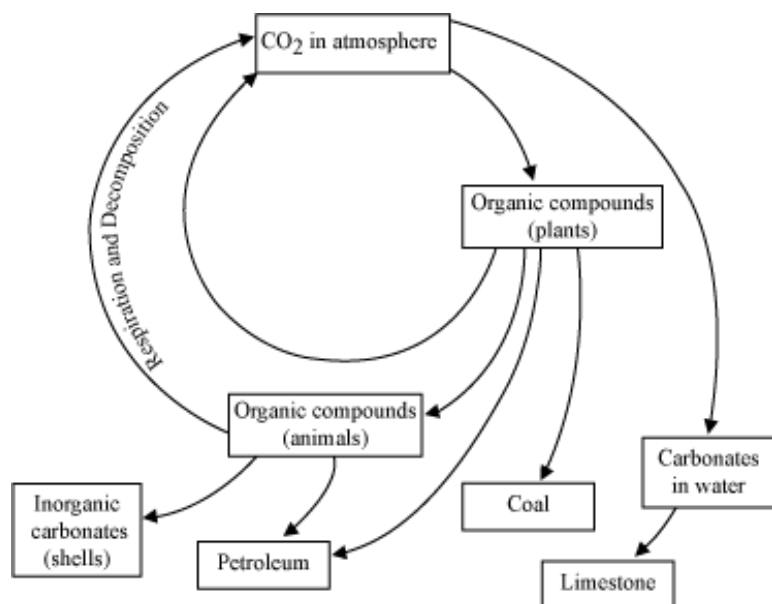 CO2 in atmosphere
Respiration and Decomposition
Organic compounds
(plants)
Organic compounds
(animals)
Carbonates
in water
Inorganic
carbonates
(shells)
Coal
Petroleum
Limestone